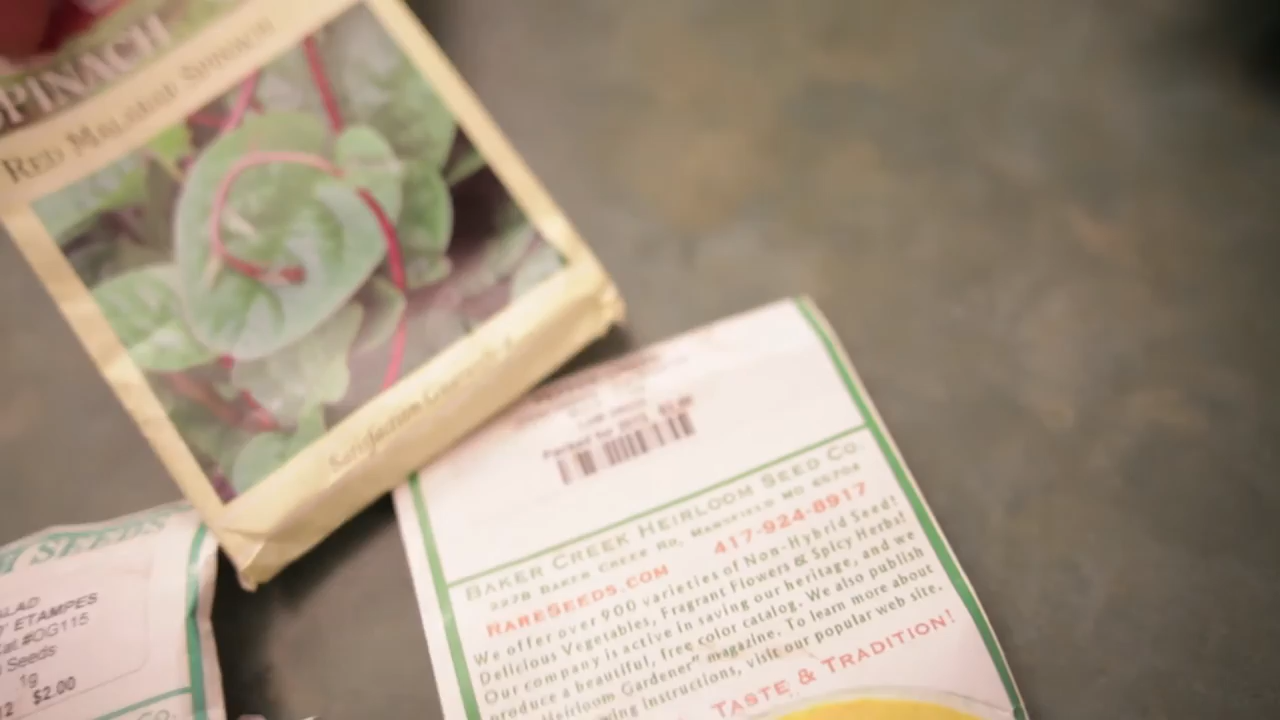 SPINACH
RED MALABAR SPINACH
Satisfaction
Packed for
BAKER CREEK HEIRLOOM SEED CO.
2278 BAKER CREEK RD, MANSFIELD MO 65704
RARESEEDS.COM 417-924-8917
We offer over 900 varieties of Non-Hybrid Seed!
Delicious Vegetables, Fragrant Flowers & Spicy Herbs!
Our company is active in saving our heritage, and we
produce a beautiful, free color catalog. We also publish
Heirloom Gardener" magazine. To learn more about
wing instructions, visit our popular web site.
TASTE & TRADITION!
SEEDS
ALAD
ETAMPES
Cat.#OG115
Seeds
1g
12 $2.00
Co.